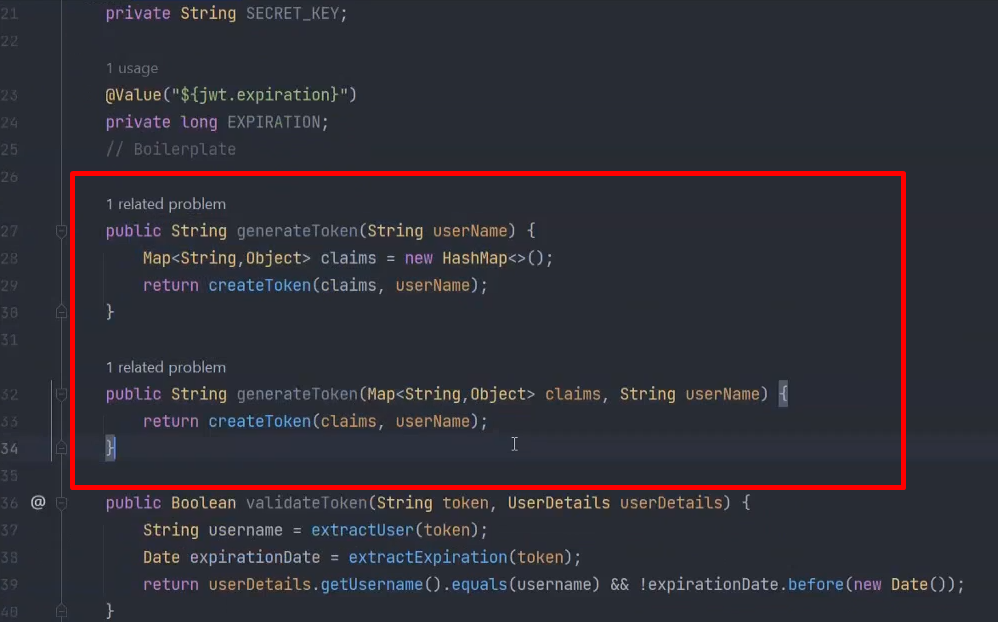 21 private String SECRET_KEY;
22
1 usage
23 @Value("${jwt.expiration}")
24 private long EXPIRATION;
25 // Boilerplate
26
1 related problem
27 public String generateToken(String userName) {
28 Map<String,Object> claims = new HashMap<>();
29 return createToken(claims, userName);
30 }
31
1 related problem
32 public String generateToken(Map<String,Object> claims, String userName) {
33 return createToken(claims, userName);
34 }
35
36 @ public Boolean validateToken(String token, UserDetails userDetails) {
37 String username = extractUser(token);
38 Date expirationDate = extractExpiration(token);
39 return userDetails.getUsername().equals(username) && !expirationDate.before(new Date());
40 }